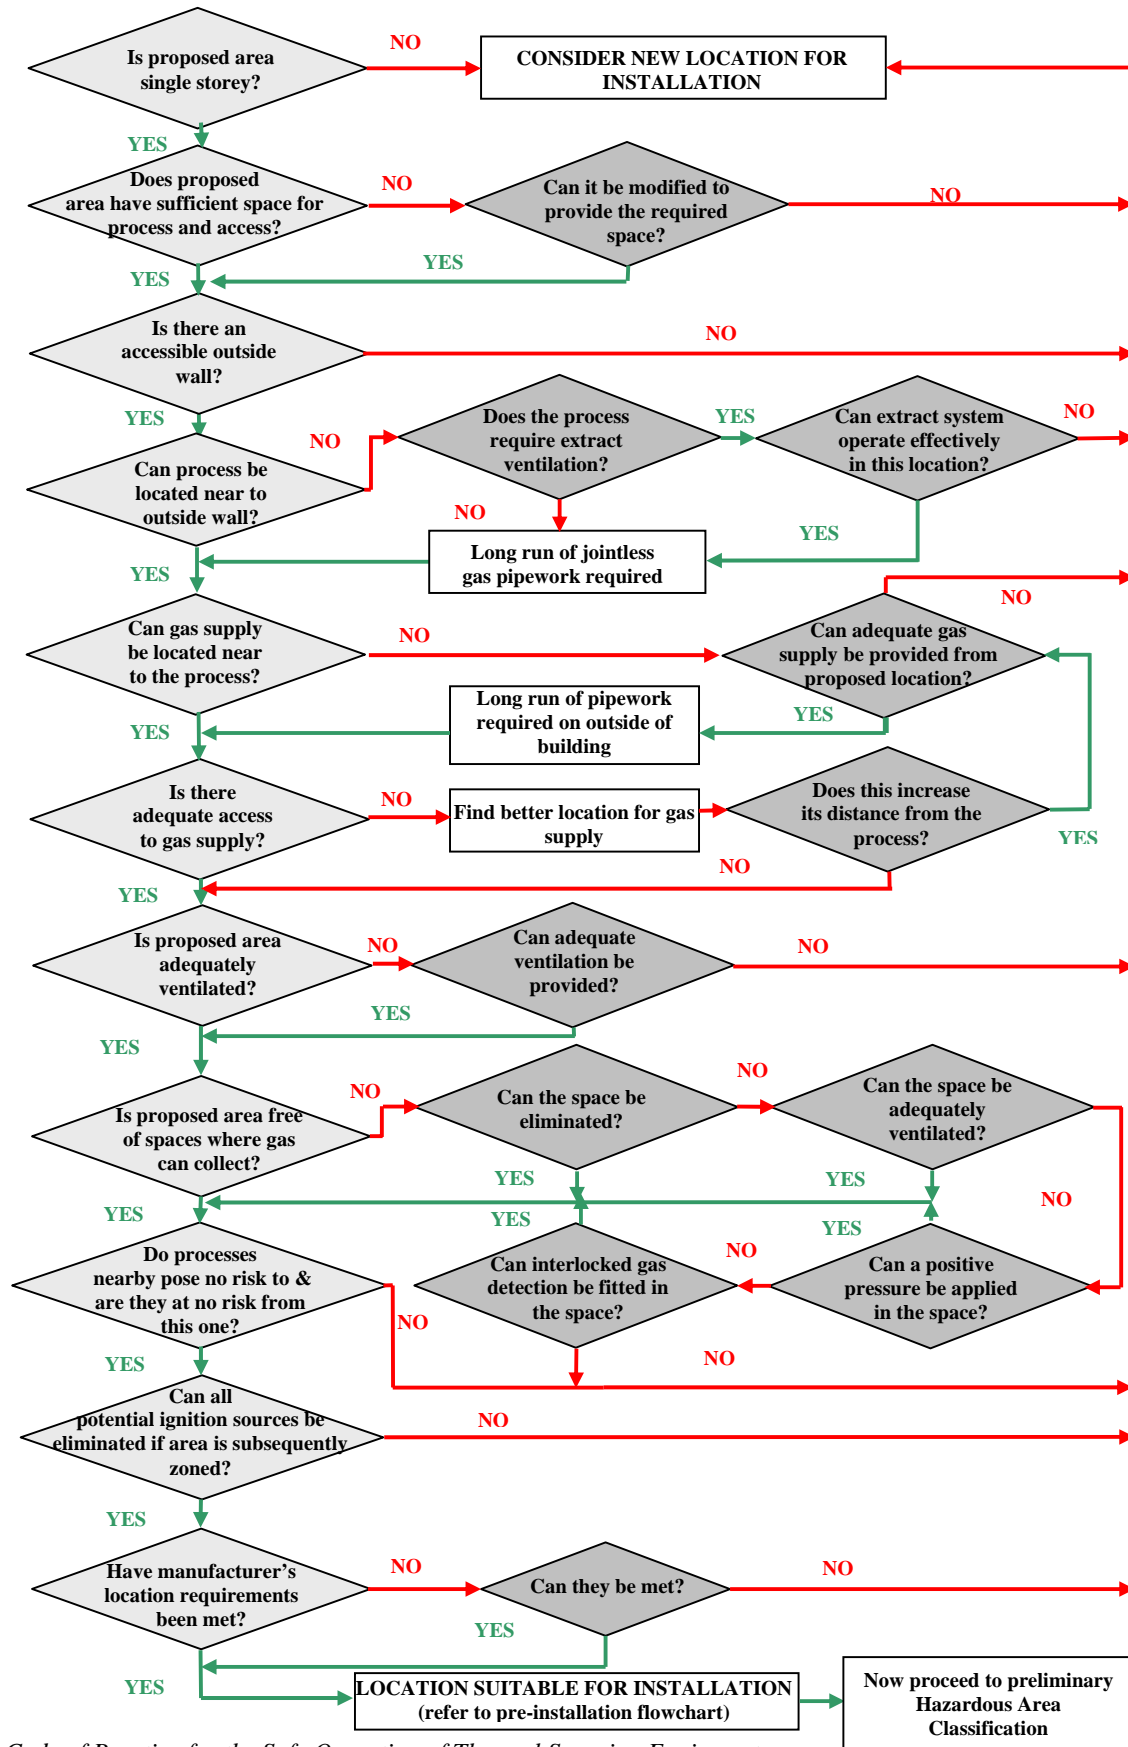 Is proposed area
single storey?
NO
CONSIDER NEW LOCATION FOR
INSTALLATION
YES
Does proposed
area have sufficient space for
process and access?
NO
Can it be modified to
provide the required
space?
NO
YES
YES
Is there an
accessible outside
wall?
NO
YES
Can process be
located near to
outside wall?
NO
Does the process
require extract
ventilation?
YES
Can extract system
operate effectively
in this location?
NO
NO
YES
Long run of jointless
gas pipework required
YES
Can gas supply
be located near
to the process?
NO
Can adequate gas
supply be provided from
proposed location?
NO
YES
Long run of pipework
required on outside of
building
YES
Is there
adequate access
to gas supply?
NO
Find better location for gas
supply
Does this increase
its distance from the
process?
YES
NO
YES
Is proposed area
adequately
ventilated?
NO
Can adequate
ventilation be
provided?
NO
YES
YES
Is proposed area free
of spaces where gas
can collect?
NO
Can the space be
eliminated?
NO
Can the space be
adequately
ventilated?
NO
YES
YES
YES
YES
YES
Do processes
nearby pose no risk to &
are they at no risk from
this one?
NO
Can interlocked gas
detection be fitted in
the space?
NO
Can a positive
pressure be applied
in the space?
NO
YES
Can all
potential ignition sources be
eliminated if area is subsequently
zoned?
NO
YES
Have manufacturer's
location requirements
been met?
NO
Can they be met?
NO
YES
YES
LOCATION SUITABLE FOR INSTALLATION
(refer to pre-installation flowchart)
Now proceed to preliminary
Hazardous Area
Classification